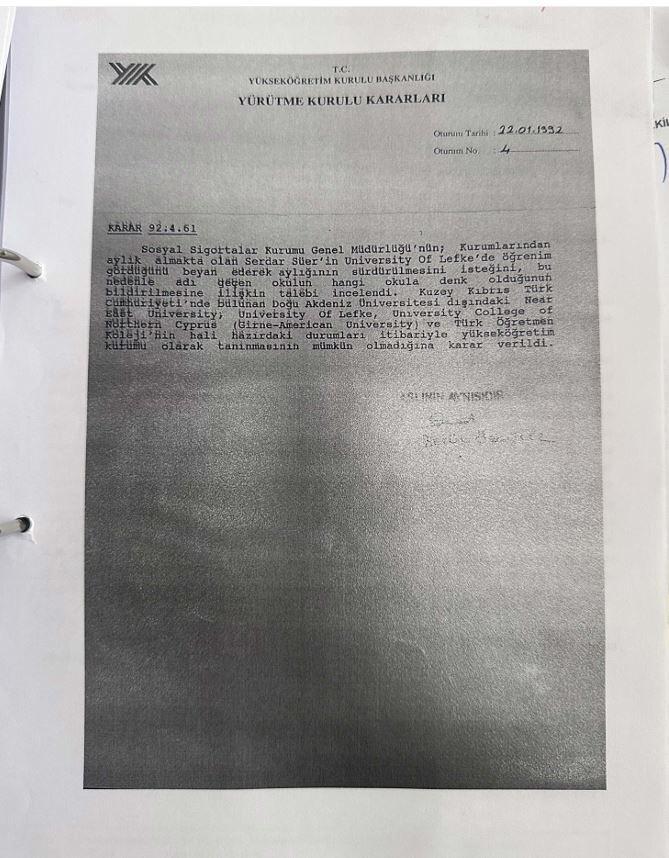 YÖK
T.C.
YÜKSEKÖĞRETİM KURULU BAŞKANLIĞI
YÜRÜTME KURULU KARARLARI
Oturum Tarihi : 22.01.1992
Oturum No. : 4
KARAR 92.4.61
Sosyal Sigortalar Kurumu Genel Müdürlüğü'nün; Kurumlarından
aylık almakta olan Serdar Süer'in University Of Lefke'de öğrenim
gördüğünü beyan ederek aylığının sürdürülmesini isteğini, bu
nedenle adı geçen okulun hangi okula denk olduğunun
bildirilmesine ilişkin talebi incelendi. Kuzey Kıbrıs Türk
Cumhuriyeti'nde bulunan Doğu Akdeniz Üniversitesi dışındaki Near
East University; University of Lefke, University College of
Northern Cyprus (Girne-American University) ve Türk Öğretmen
Koleji'nin hali hazırdaki durumları itibariyle yükseköğretim
kurumu olarak tanınmasının mümkün olmadığına karar verildi.
ASLININ AYNISIDIR